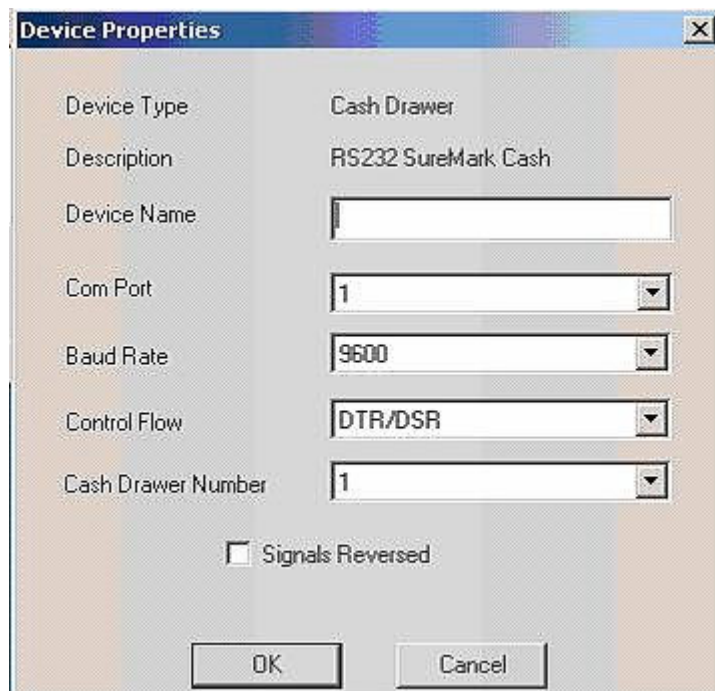 Device Properties
Device Type Cash Drawer
Description RS232 SureMark Cash
Device Name
Com Port 1
Baud Rate 9600
Control Flow DTR/DSR
Cash Drawer Number 1
Signals Reversed
OK Cancel